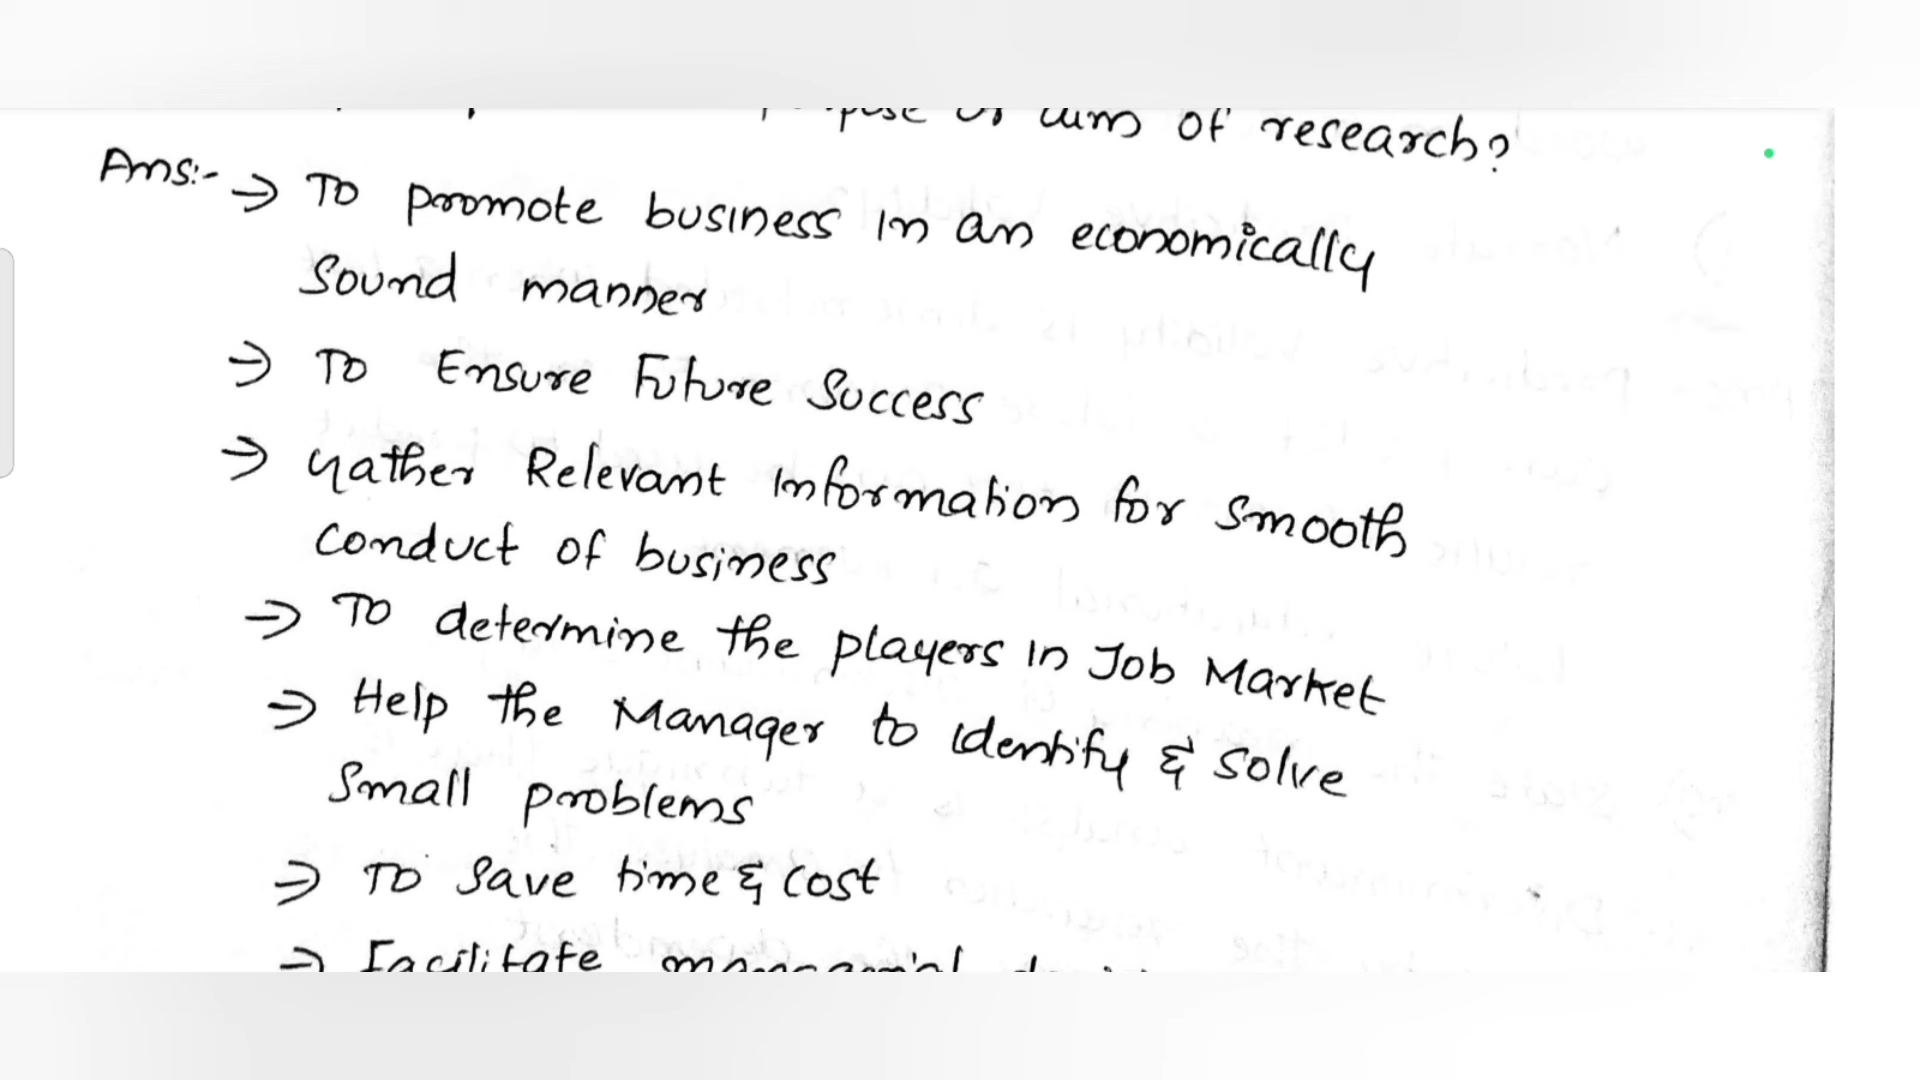 of research?
Ans:- → To promote business in an economically
Sound manner
→ To Ensure Future Success
→ gather Relevant Information for Smooth
Conduct of business
→ To determine the players in Job Market
→ Help the Manager to identify & Solve
Small problems
→ To Save time & Cost
→ Facilitate managerial